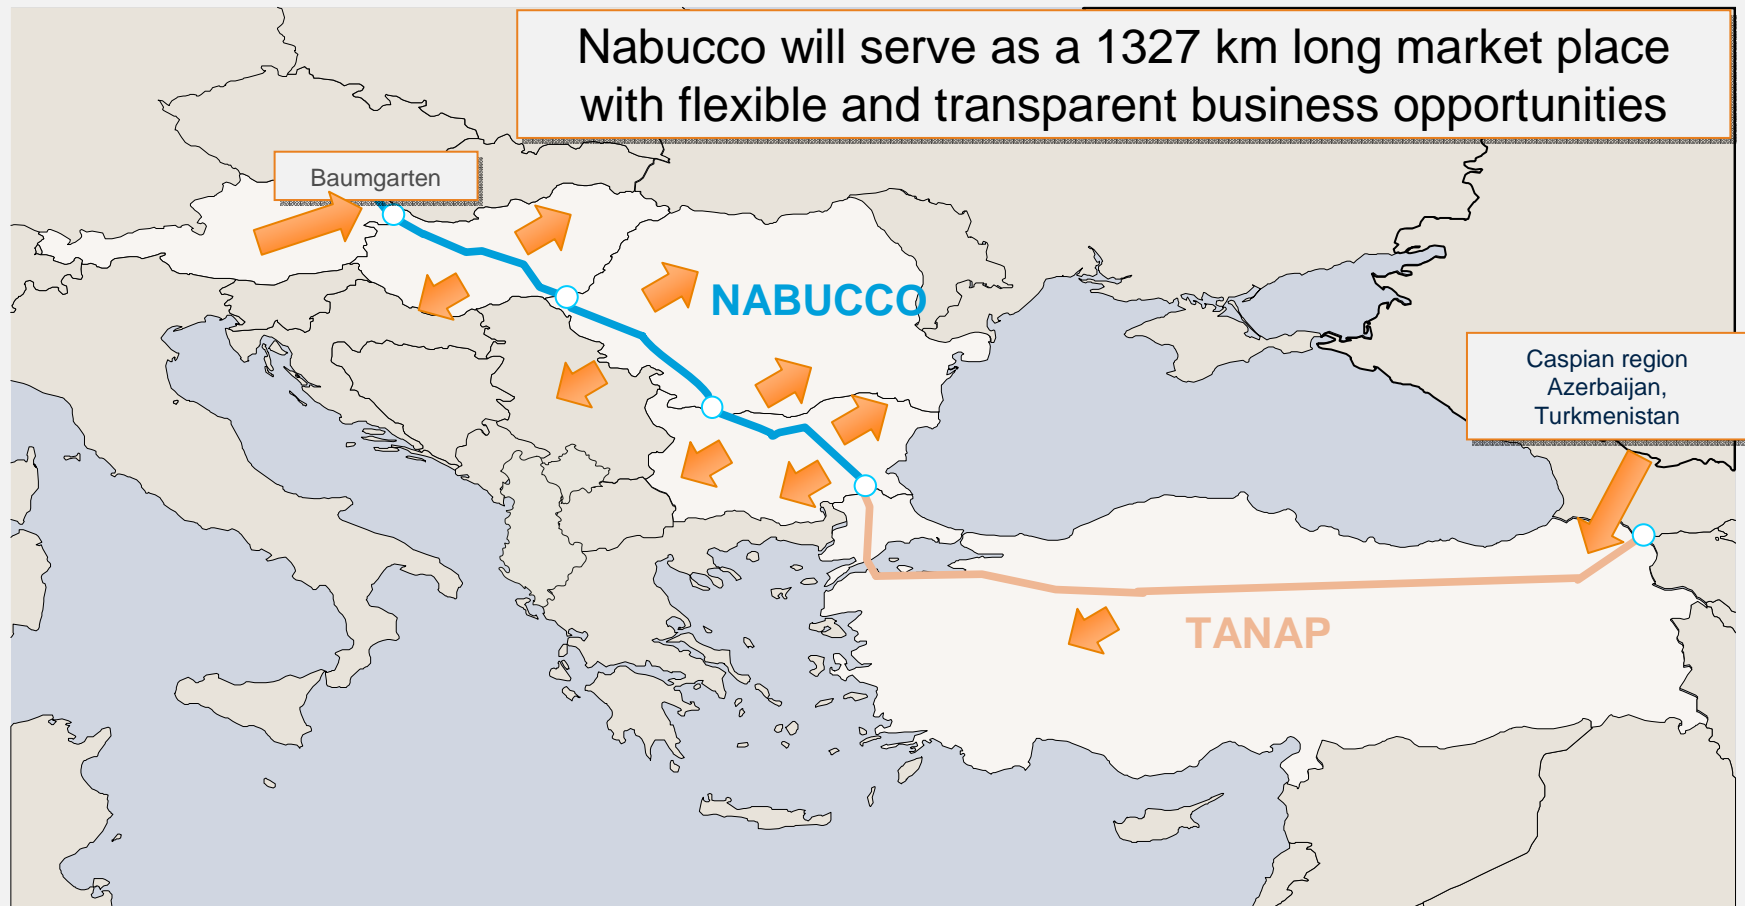 Nabucco will serve as a 1327 km long market place
with flexible and transparent business opportunities
Baumgarten
NABUCCO
Caspian region
Azerbaijan,
Turkmenistan
TANAP